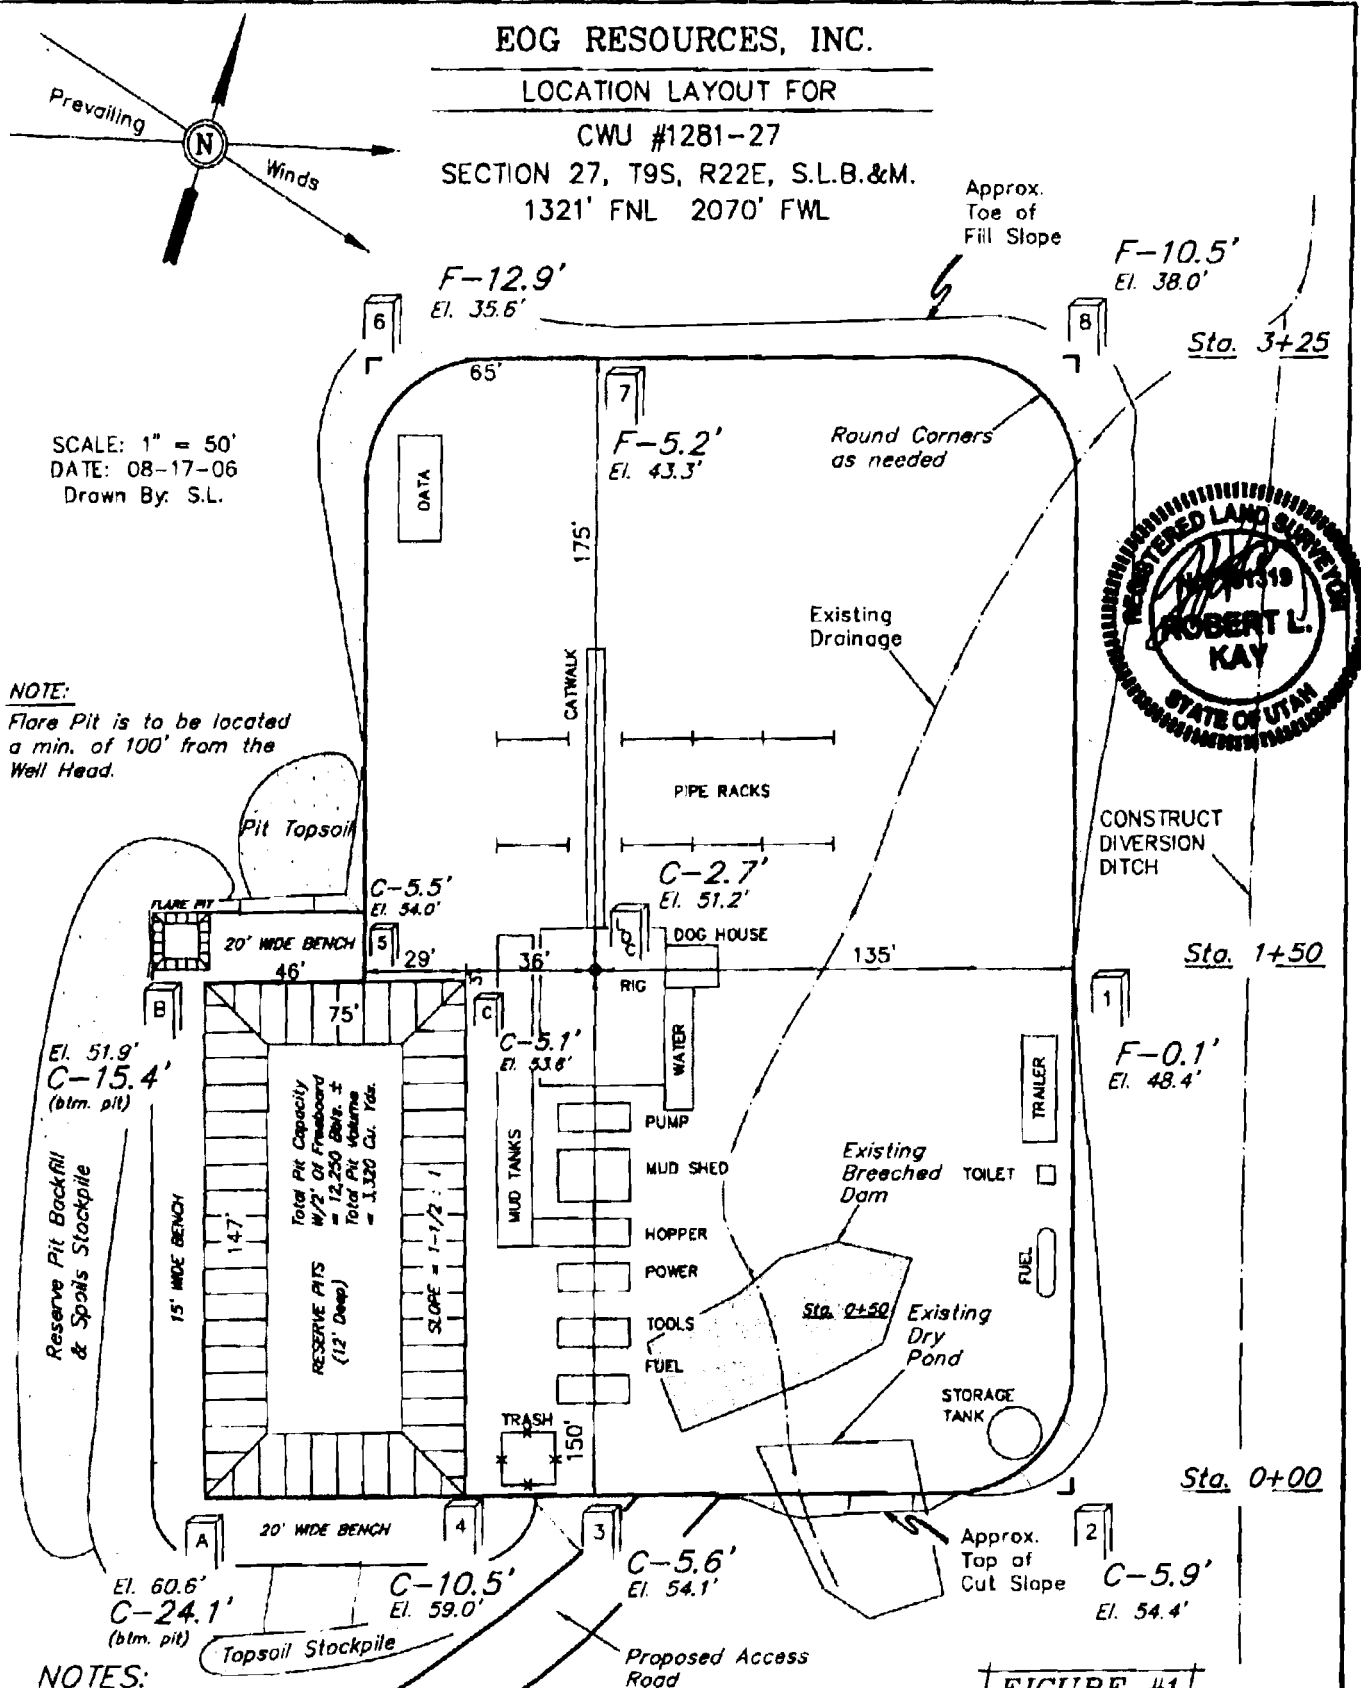 EOG RESOURCES, INC.
LOCATION LAYOUT FOR
CWU #1281-27
SECTION 27, T9S, R22E, S.L.B.&M.
1321' FNL 2070' FWL
Prevailing
N
Winds
Approx.
Toe of
Fill Slope
F-10.5'
El. 38.0'
F-12.9'
El. 35.6'
6
8
Sta. 3+25
65'
7
F-5.2'
El. 43.3'
Round Corners
as needed
SCALE: 1" = 50'
DATE: 08-17-06
Drawn By: S.L.
DATA
175'
REGISTERED LAND SURVEYOR
ROBERT L.
KAY
STATE OF UTAH
Existing
Drainage
CATWALK
NOTE:
Flare Pit is to be located
a min. of 100' from the
Well Head.
PIPE RACKS
Pit Topsoil
CONSTRUCT
DIVERSION
DITCH
C-5.5'
El. 54.0'
C-2.7'
El. 51.2'
FLARE PIT
20' WIDE BENCH
5
DOG HOUSE
46'
29'
5'
36'
135'
Sta. 1+50
RIG
B
75'
C
1
El. 51.9'
C-15.4'
(btm. pit)
C-5.1'
El. 53.6'
WATER
F-0.1'
El. 48.4'
TRAILER
Total Pit Capacity
W/2' Of Freeboard
= 12,250 Bbls. ±
Total Pit Volume
= 3,320 Cu. Yds.
PUMP
MUD TANKS
MUD SHED
Existing
Breeched
Dam
TOILET
Reserve Pit Backfill
& Spoils Stockpile
15' WIDE BENCH
147'
RESERVE PITS
(12' Deep)
SLOPE = 1-1/2 : 1
HOPPER
POWER
FUEL
TOOLS
Sta. 0+50
Existing
Dry
Pond
FUEL
STORAGE
TANK
TRASH
150'
Sta. 0+00
A
20' WIDE BENCH
4
3
2
El. 60.6'
C-24.1'
(btm. pit)
C-10.5'
El. 59.0'
C-5.6'
El. 54.1'
Approx.
Top of
Cut Slope
C-5.9'
El. 54.4'
Topsoil Stockpile
Proposed Access
Road
NOTES:
FIGURE #1